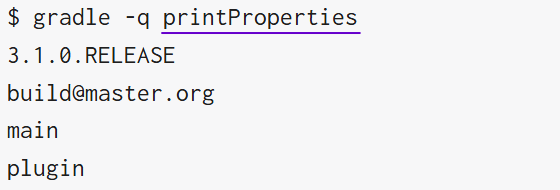 $ gradle -q printProperties
3.1.0.RELEASE
build@master.org
main
plugin